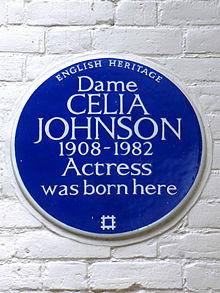 ENGLISH HERITAGE
Dame
CELIA
JOHNSON
1908-1982
Actress
was born here